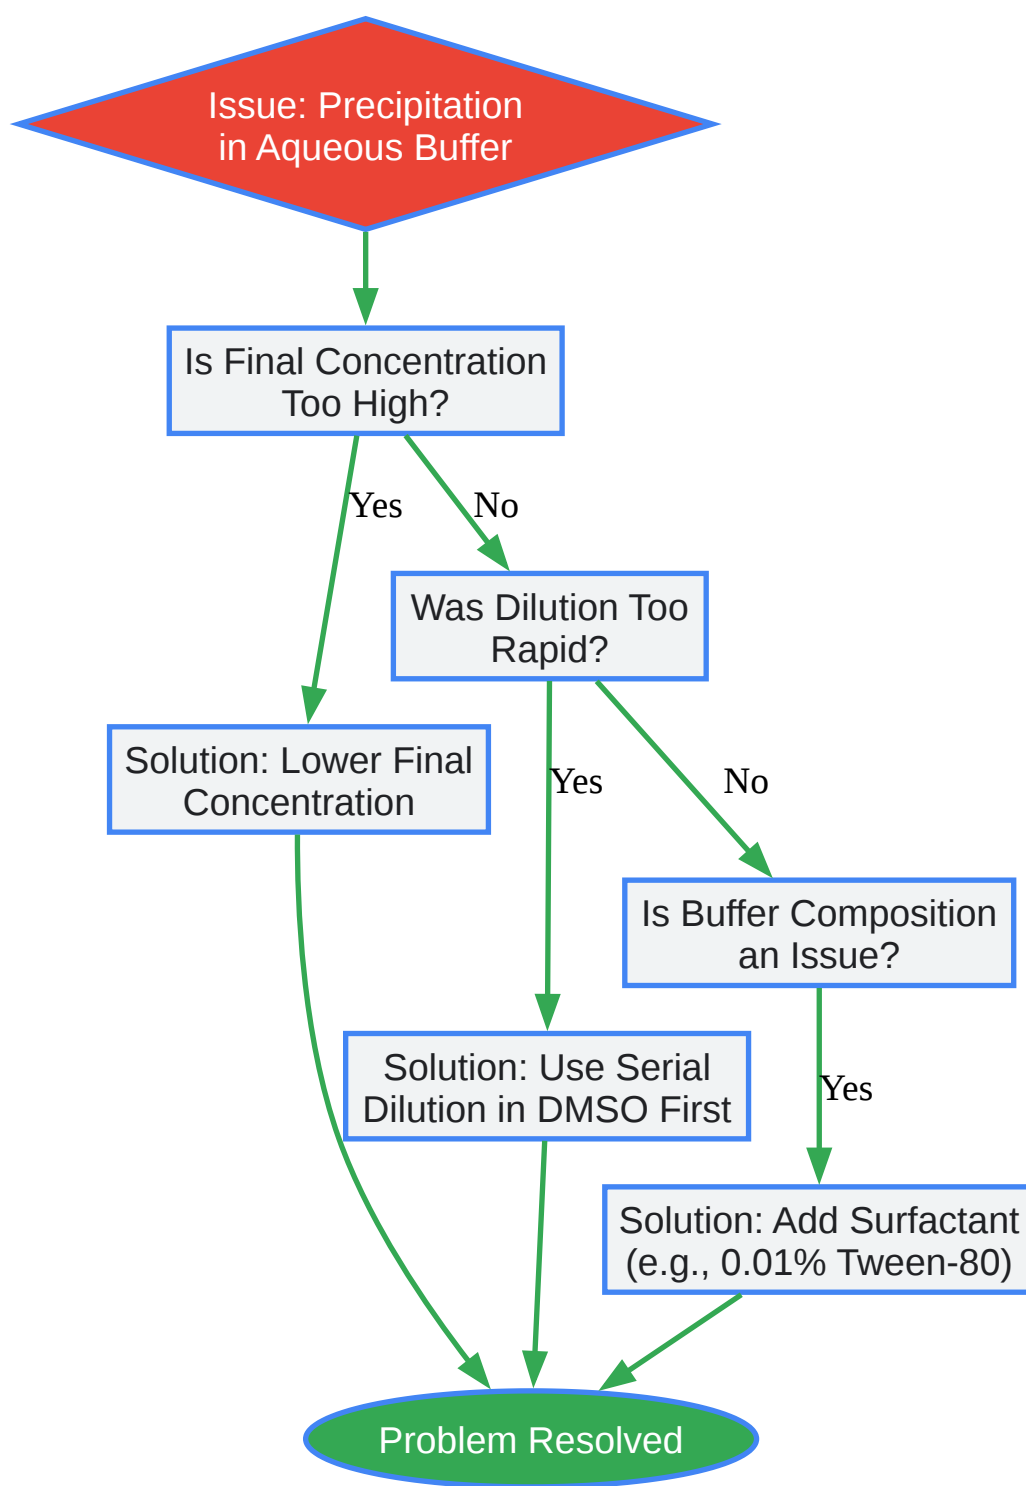 Issue: Precipitation
in Aqueous Buffer
Is Final Concentration
Too High?
Yes
No
Was Dilution Too
Rapid?
Solution: Lower Final
Concentration
Yes
No
Is Buffer Composition
an Issue?
Solution: Use Serial
Dilution in DMSO First
Yes
Solution: Add Surfactant
(e.g., 0.01% Tween-80)
Problem Resolved